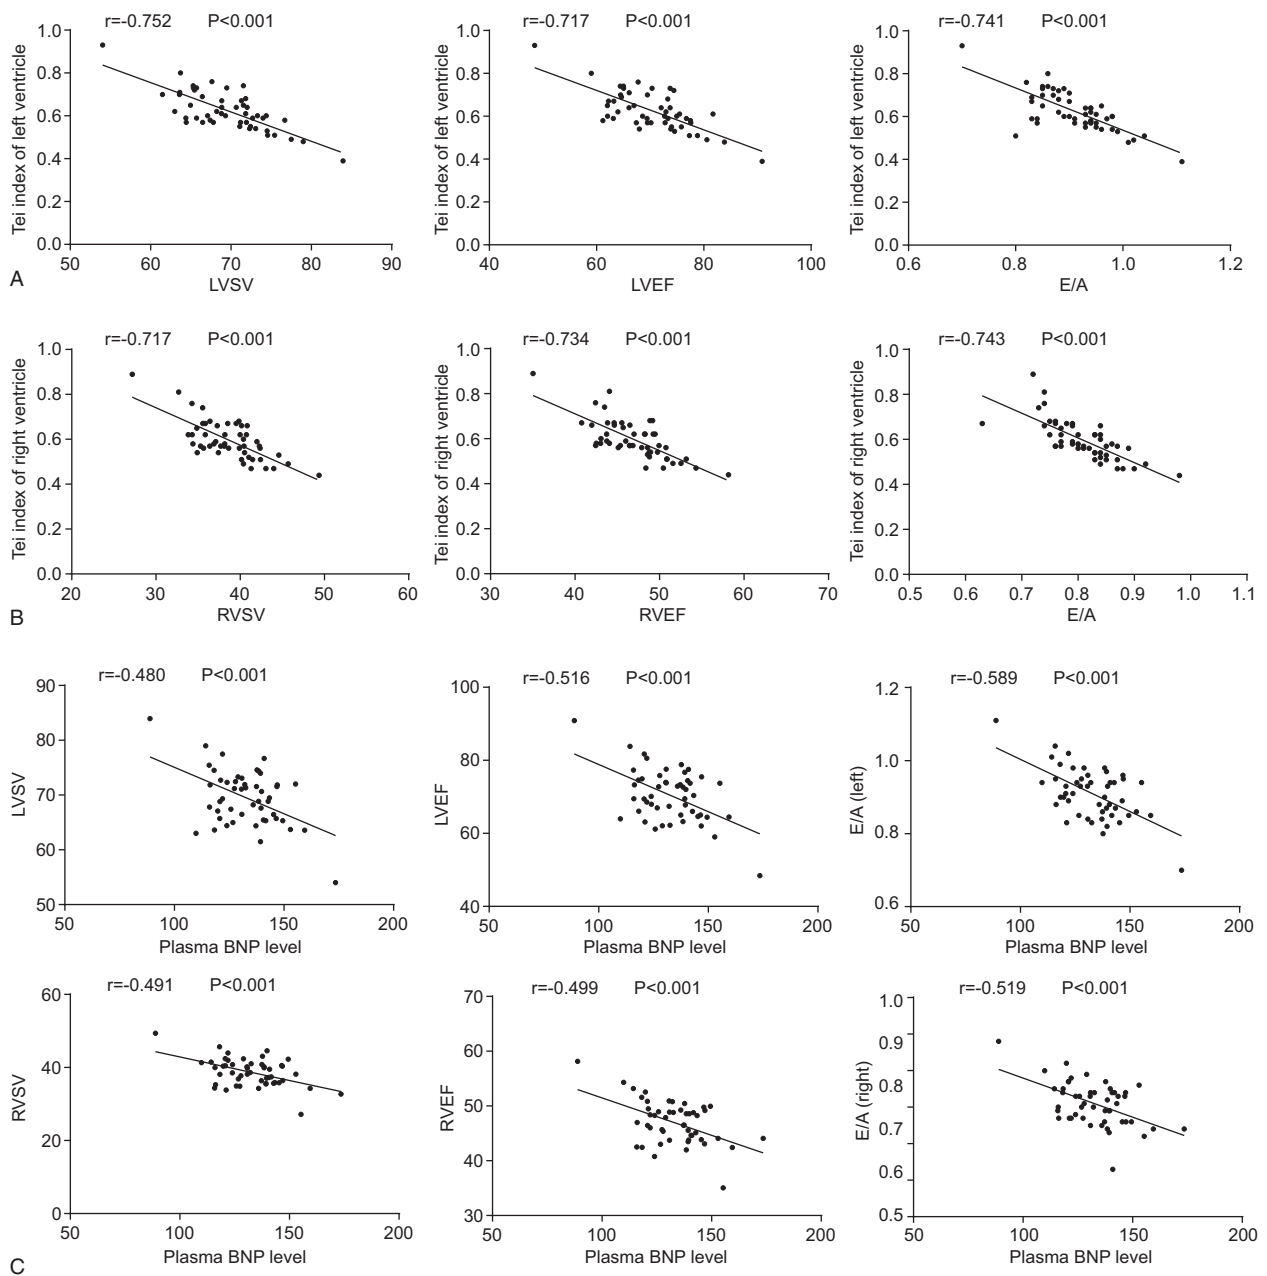 r=-0.752 P<0.001
Tei index of left ventricle
1.0
0.8
0.6
0.4
0.2
0.0
50 60 70 80 90
LVSV
r=-0.717 P<0.001
Tei index of left ventricle
1.0
0.8
0.6
0.4
0.2
0.0
40 60 80 100
LVEF
r=-0.741 P<0.001
Tei index of left ventricle
1.0
0.8
0.6
0.4
0.2
0.0
0.6 0.8 1.0 1.2
E/A
A
r=-0.717 P<0.001
Tei index of right ventricle
1.0
0.8
0.6
0.4
0.2
0.0
20 30 40 50 60
RVSV
r=-0.734 P<0.001
Tei index of right ventricle
1.0
0.8
0.6
0.4
0.2
0.0
30 40 50 60 70
RVEF
r=-0.743 P<0.001
Tei index of right ventricle
1.0
0.8
0.6
0.4
0.2
0.0
0.5 0.6 0.7 0.8 0.9 1.0 1.1
E/A
B
r=-0.480 P<0.001
LVSV
90
80
70
60
50
50 100 150 200
Plasma BNP level
r=-0.516 P<0.001
LVEF
100
80
60
40
50 100 150 200
Plasma BNP level
r=-0.589 P<0.001
E/A (left)
1.2
1.0
0.8
0.6
50 100 150 200
Plasma BNP level
r=-0.491 P<0.001
RVSV
60
40
20
0
50 100 150 200
Plasma BNP level
r=-0.499 P<0.001
RVEF
70
60
50
40
30
50 100 150 200
Plasma BNP level
r=-0.519 P<0.001
E/A (right)
1.0
0.9
0.8
0.7
0.6
0.5
50 100 150 200
Plasma BNP level
C